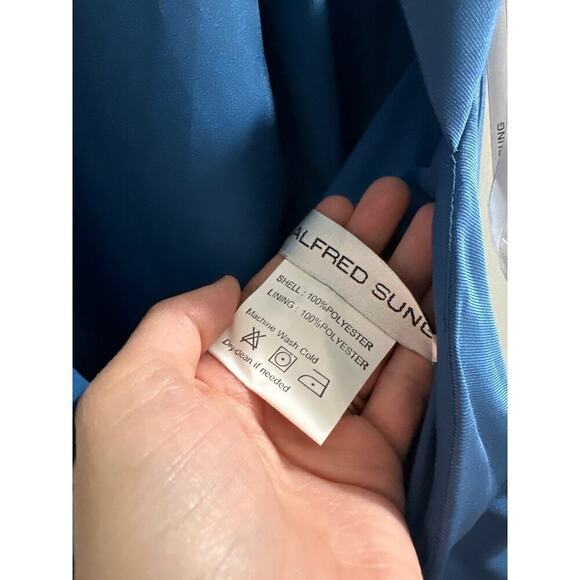 ALFRED SUNG
SHELL : 100%POLYESTER
LINING : 100%POLYESTER
Machine Wash Cold
Dry-clean if needed